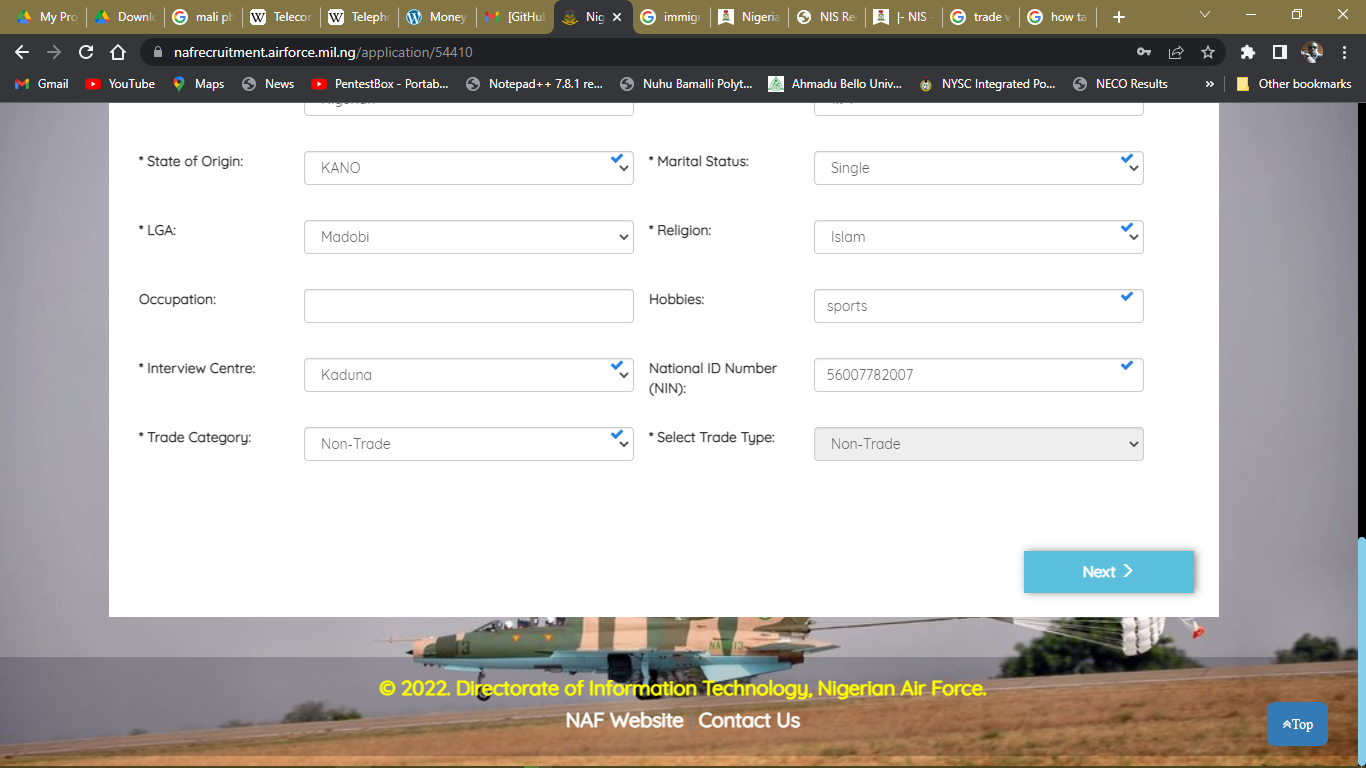 My Pro
Downlo
mali ph
Telecor
Teleph
Money
[GitHub
Nig
immigr
Nigeria
NIS Re
|- NIS -
trade v
how ta
nafrecruitment.airforce.mil.ng/application/54410
Gmail YouTube Maps News PentestBox - Portab... Notepad++ 7.8.1 re... Nuhu Bamalli Polyt... Ahmadu Bello Univ... NYSC Integrated Po... NECO Results » Other bookmarks
* State of Origin: KANO * Marital Status: Single
* LGA: Madobi * Religion: Islam
Occupation: Hobbies: sports
* Interview Centre: Kaduna National ID Number
(NIN): 56007782007
* Trade Category: Non-Trade * Select Trade Type: Non-Trade
Next
© 2022. Directorate of Information Technology, Nigerian Air Force.
NAF Website Contact Us
Top